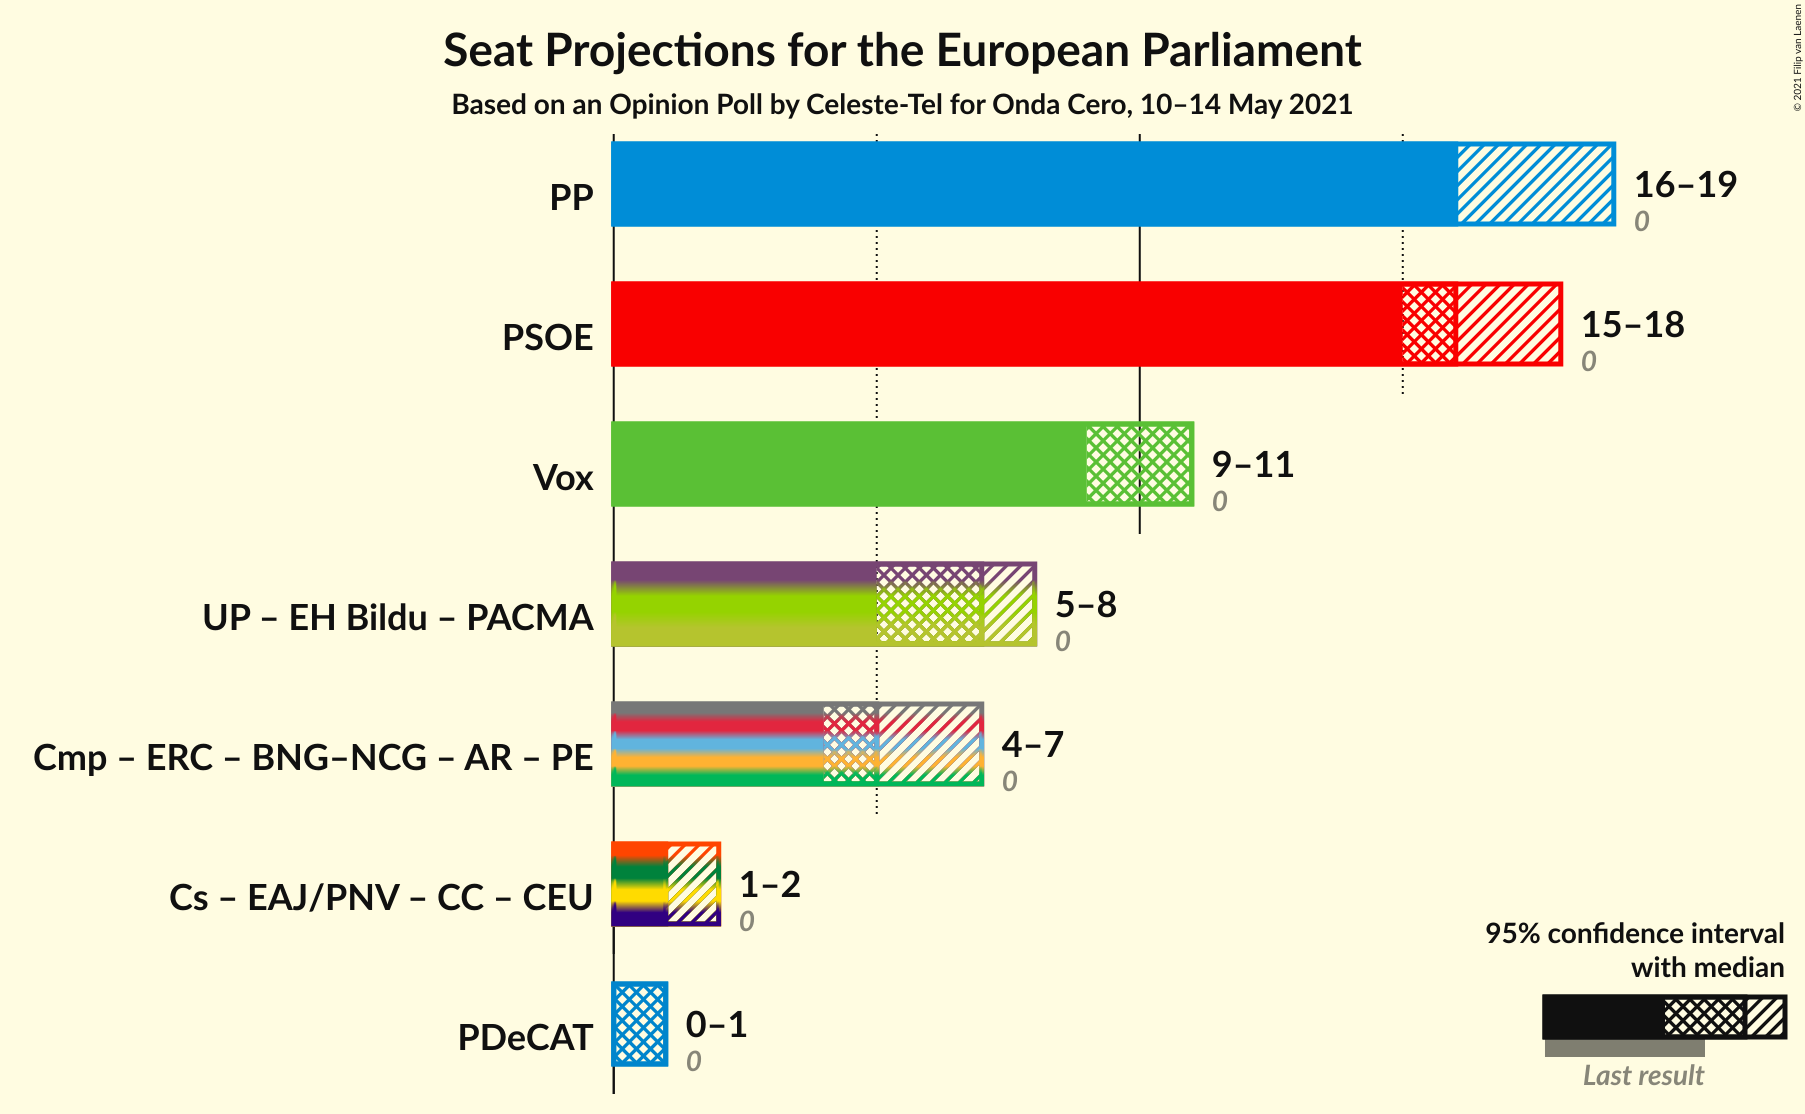 Seat Projections for the European Parliament
Based on an Opinion Poll by Celeste-Tel for Onda Cero, 10–14 May 2021
© 2021 Filip van Laenen
PP
16–19
0
PSOE
15–18
0
Vox
9–11
0
UP – EH Bildu – PACMA
5–8
0
Cmp – ERC – BNG–NCG – AR – PE
4–7
0
Cs – EAJ/PNV – CC – CEU
1–2
0
PDeCAT
0–1
0
95% confidence interval
with median
Last result